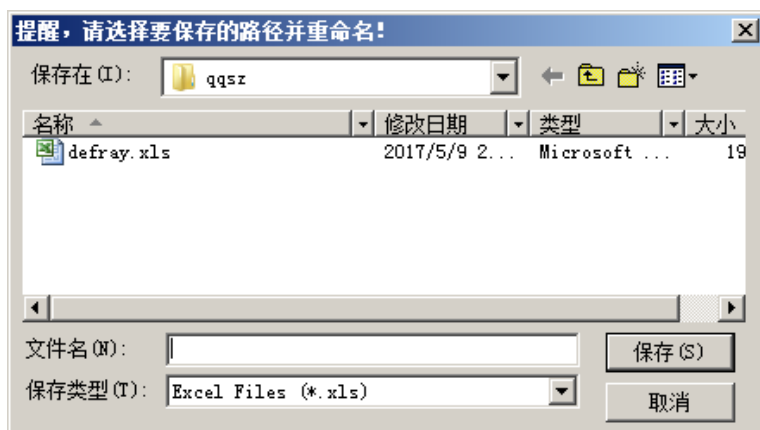 提醒，请选择要保存的路径并重命名！
保存在(I)： qqsz
名称 修改日期 类型 大小
defray.xls 2017/5/9 2... Microsoft ... 19
文件名(N)： 保存(S)
保存类型(T)： Excel Files (*.xls) 取消